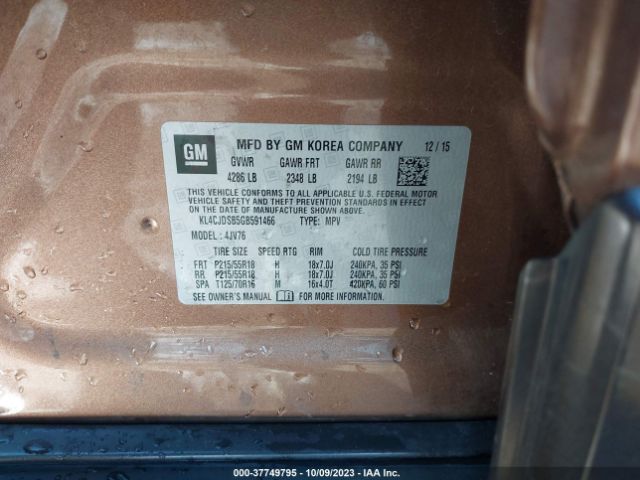 GM MFD BY GM KOREA COMPANY 12/15
GVWR GAWR FRT GAWR RR
4286 LB 2348 LB 2194 LB
THIS VEHICLE CONFORMS TO ALL APPLICABLE U.S. FEDERAL MOTOR
VEHICLE SAFETY AND THEFT PREVENTION STANDARDS IN EFFECT
ON THE DATE OF MANUFACTURE SHOWN ABOVE.
KL4CJDSB5GB591466 TYPE: MPV
MODEL: 4JV76
TIRE SIZE SPEED RTG RIM COLD TIRE PRESSURE
FRT P215/55R18 H 18x7.0J 240KPA, 35 PSI
RR P215/55R18 H 18x7.0J 240KPA, 35 PSI
SPA T125/70R16 M 16x4.0T 420KPA, 60 PSI
SEE OWNER'S MANUAL FOR MORE INFORMATION.
000-37749795 - 10/09/2023 - IAA Inc.